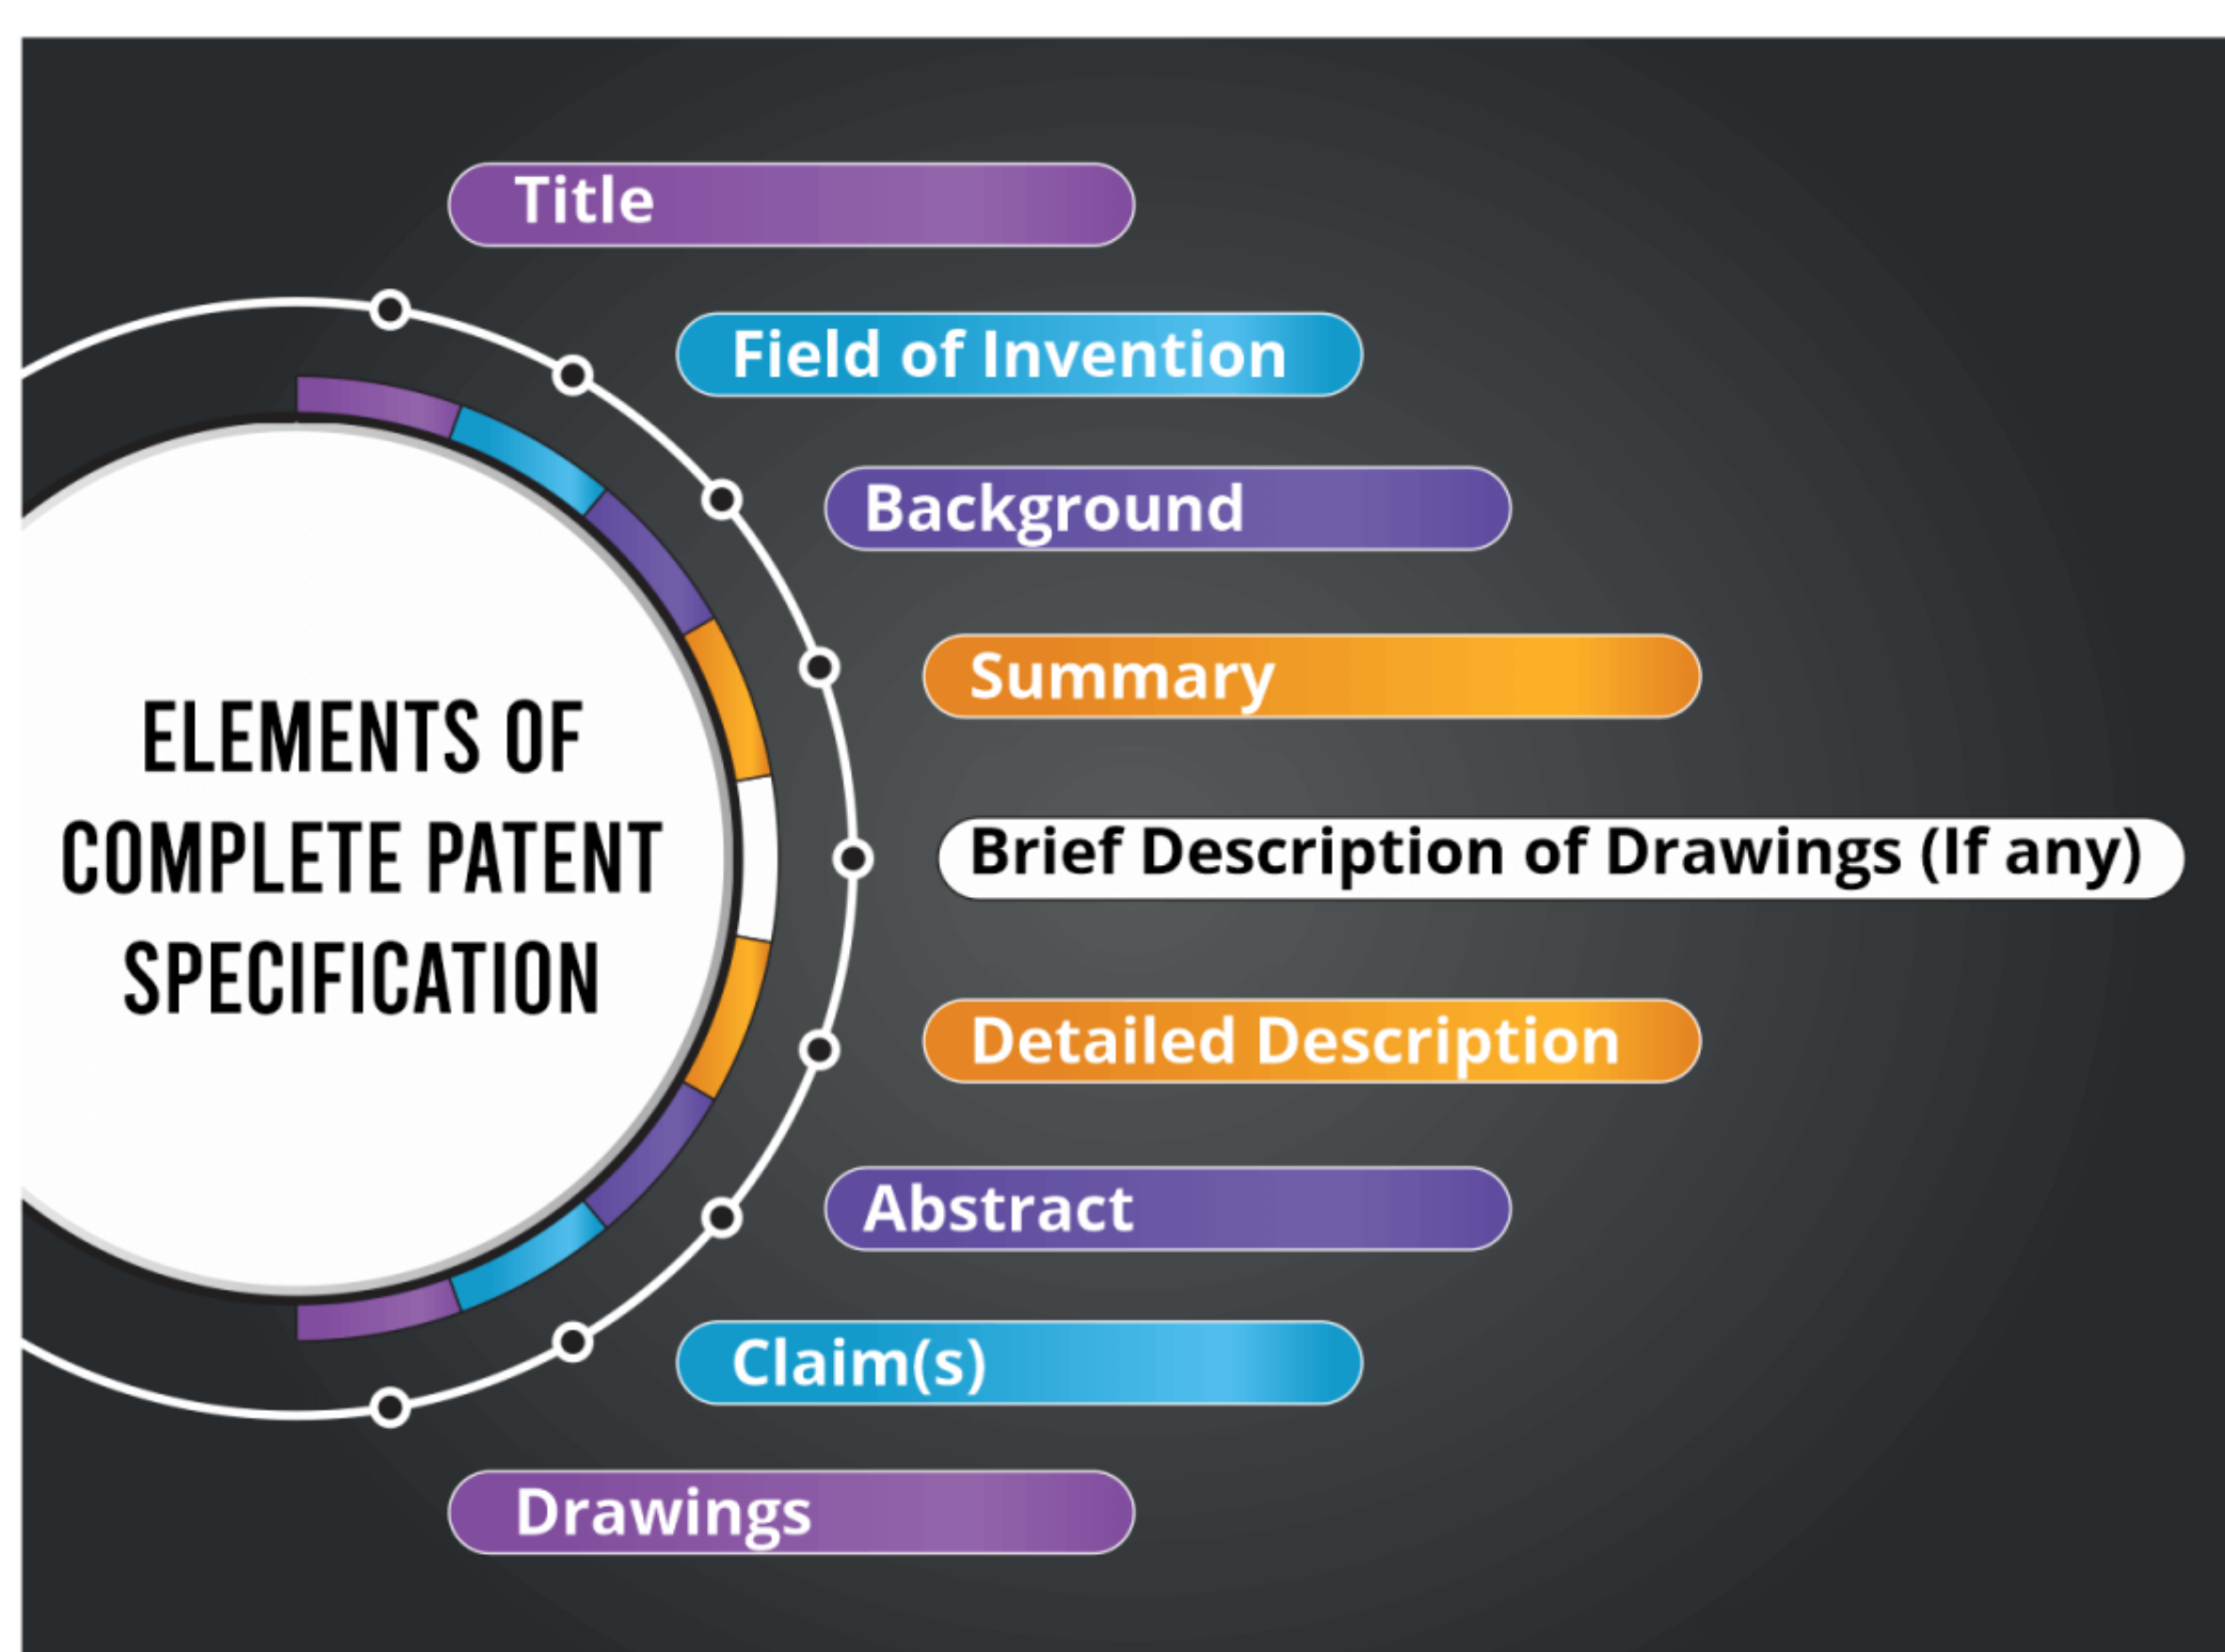 ELEMENTS OF
COMPLETE PATENT
SPECIFICATION
Title
Field of Invention
Background
Summary
Brief Description of Drawings (If any)
Detailed Description
Abstract
Claim(s)
Drawings